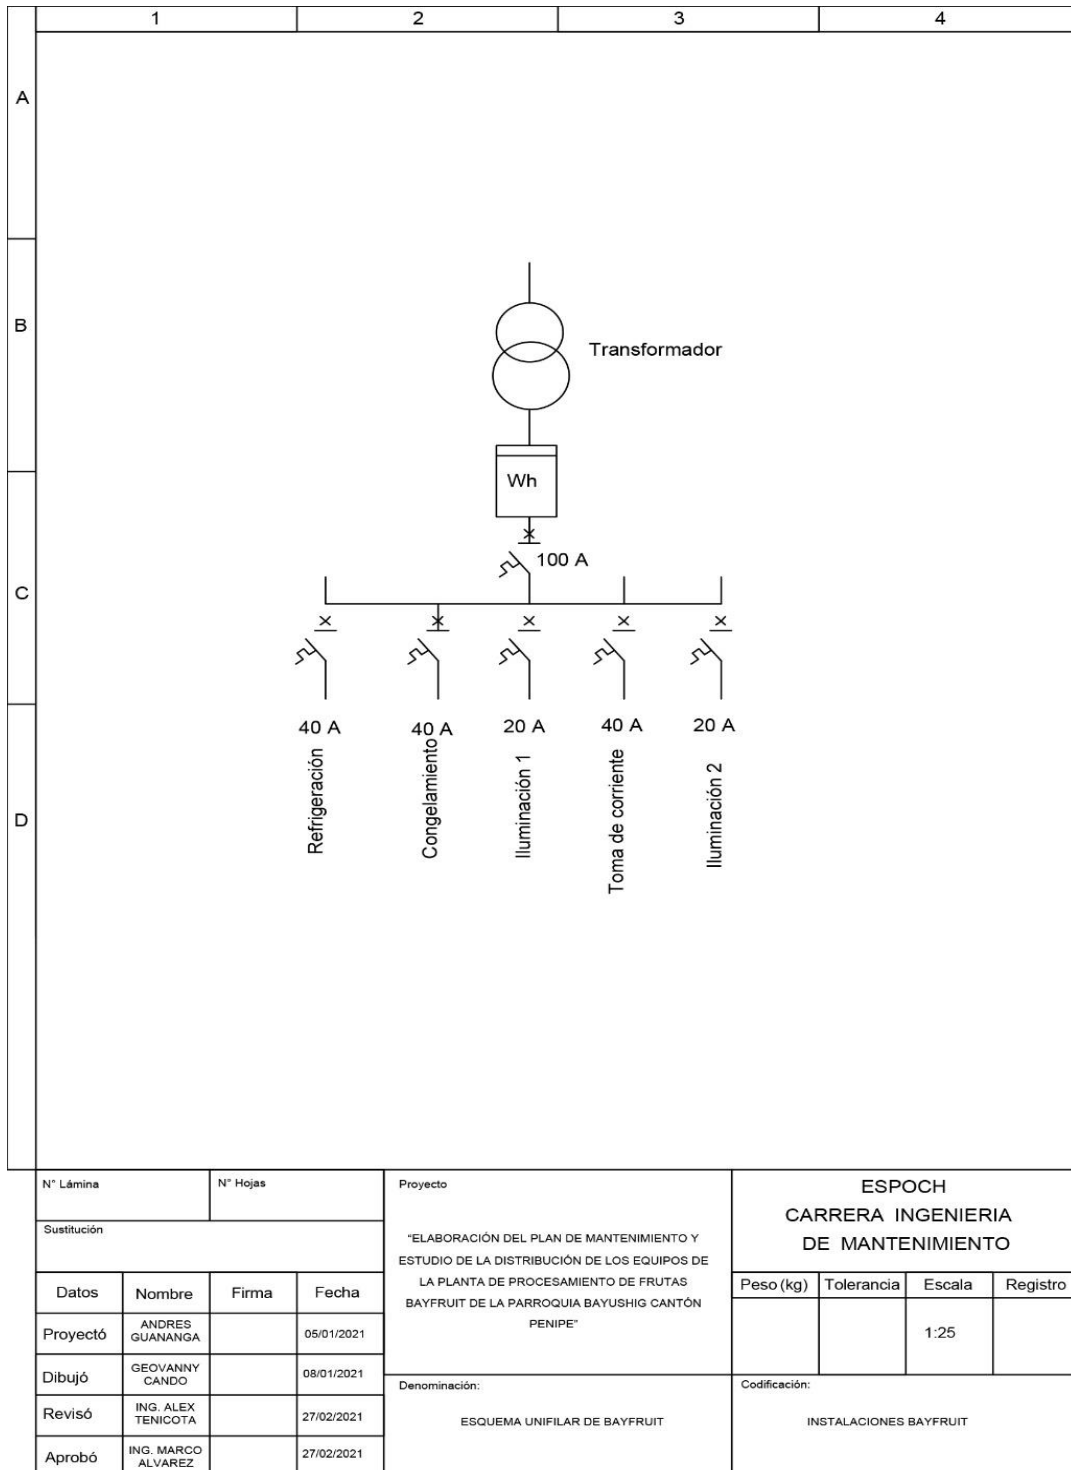 1 2 3 4
A
B
C
D
Transformador
Wh
100 A
40 A 40 A 20 A 40 A 20 A
Refrigeración
Congelamiento
Iluminación 1
Toma de corriente
Iluminación 2
N° Lámina
N° Hojas
Sustitución
Datos Nombre Firma Fecha
Proyectó ANDRES GUANANGA 05/01/2021
Dibujó GEOVANNY CANDO 08/01/2021
Revisó ING. ALEX TENICOTA 27/02/2021
Aprobó ING. MARCO ALVAREZ 27/02/2021
Proyecto
"ELABORACIÓN DEL PLAN DE MANTENIMIENTO Y
ESTUDIO DE LA DISTRIBUCIÓN DE LOS EQUIPOS DE
LA PLANTA DE PROCESAMIENTO DE FRUTAS
BAYFRUIT DE LA PARROQUIA BAYUSHIG CANTÓN
PENIPE"
Denominación:
ESQUEMA UNIFILAR DE BAYFRUIT
ESPOCH
CARRERA INGENIERIA
DE MANTENIMIENTO
Peso (kg) Tolerancia Escala Registro
1:25
Codificación:
INSTALACIONES BAYFRUIT